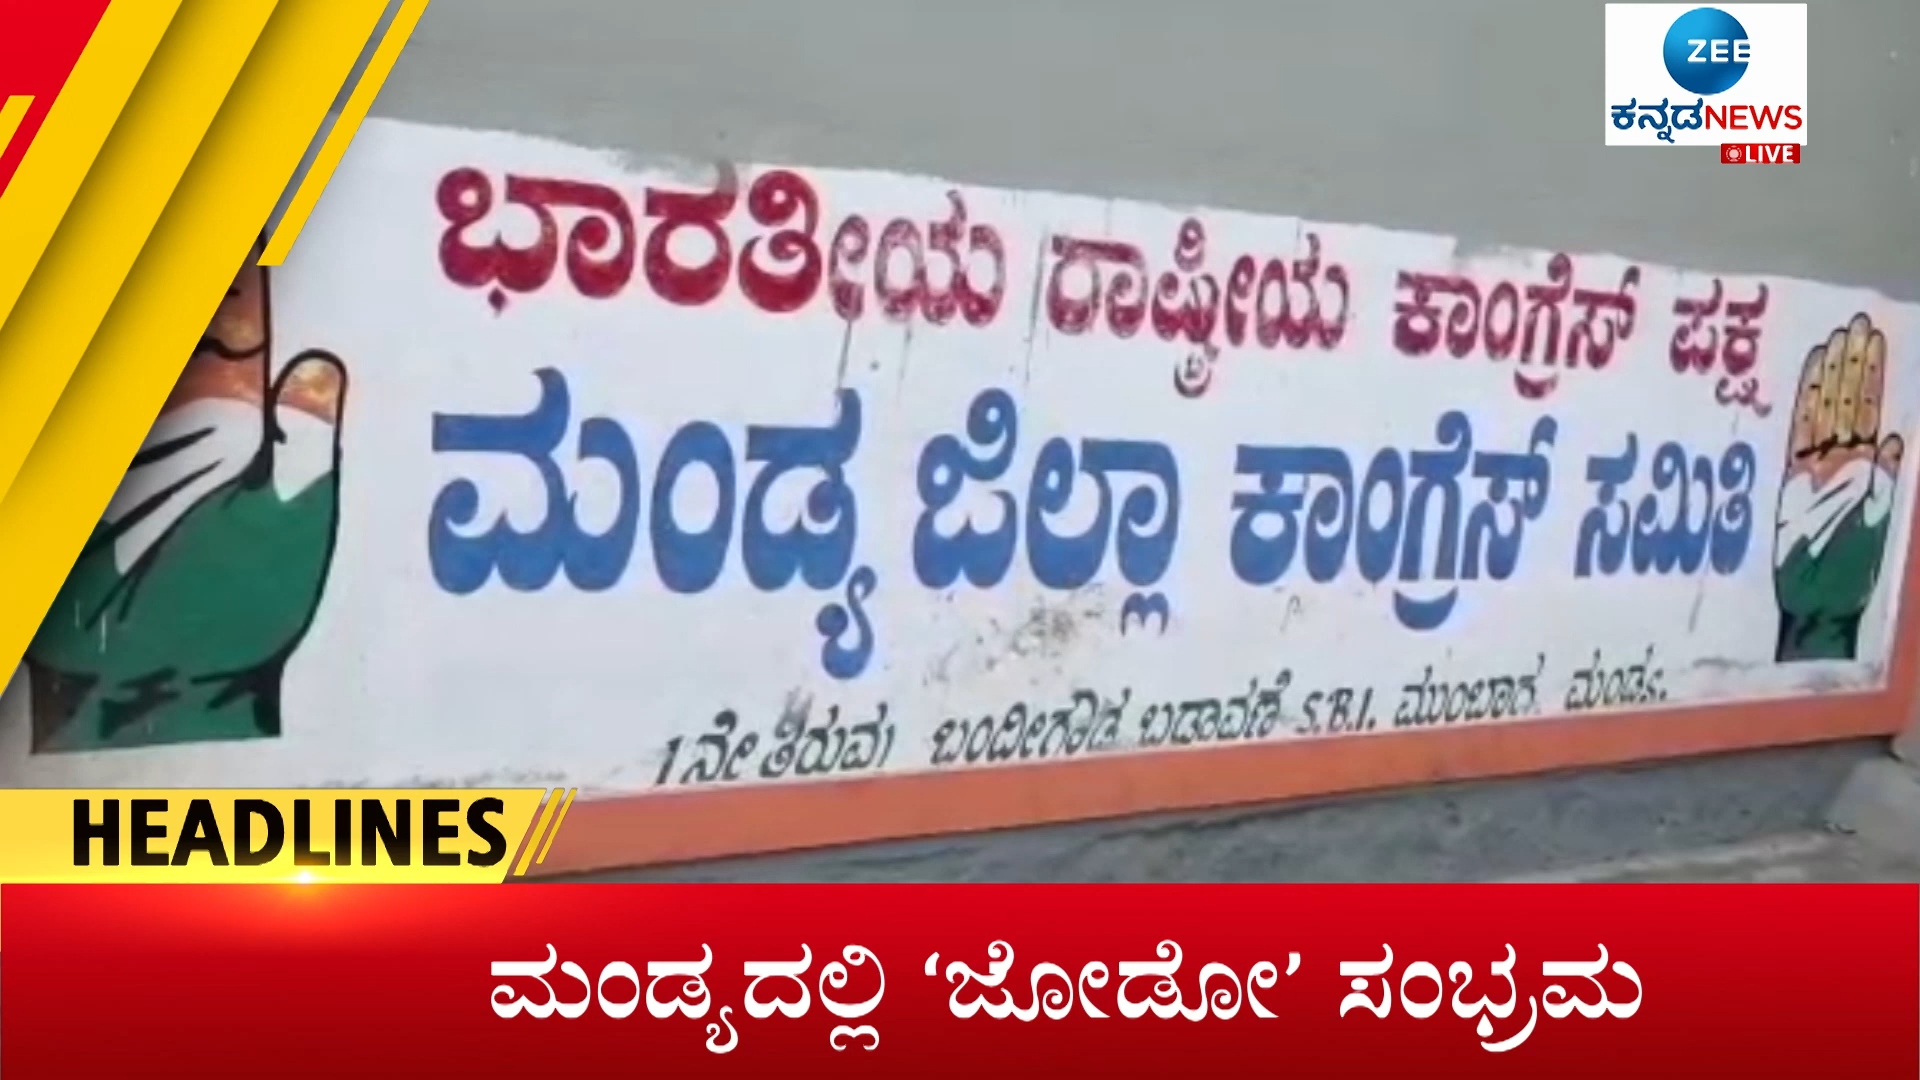 ZEE
ಕನ್ನಡNEWS
LIVE
ಭಾರತೀಯ ರಾಷ್ಟ್ರೀಯ ಕಾಂಗ್ರೆಸ್ ಪಕ್ಷ
ಮಂಡ್ಯ ಜಿಲ್ಲಾ ಕಾಂಗ್ರೆಸ್ ಸಮಿತಿ
1ನೇ ತಿರುವು ಬಂದೀಗೌಡ ಬಡಾವಣೆ S.B.I. ಮುಂಭಾಗ, ಮಂಡ್ಯ.
HEADLINES
ಮಂಡ್ಯದಲ್ಲಿ ‘ಜೋಡೋ’ ಸಂಭ್ರಮ